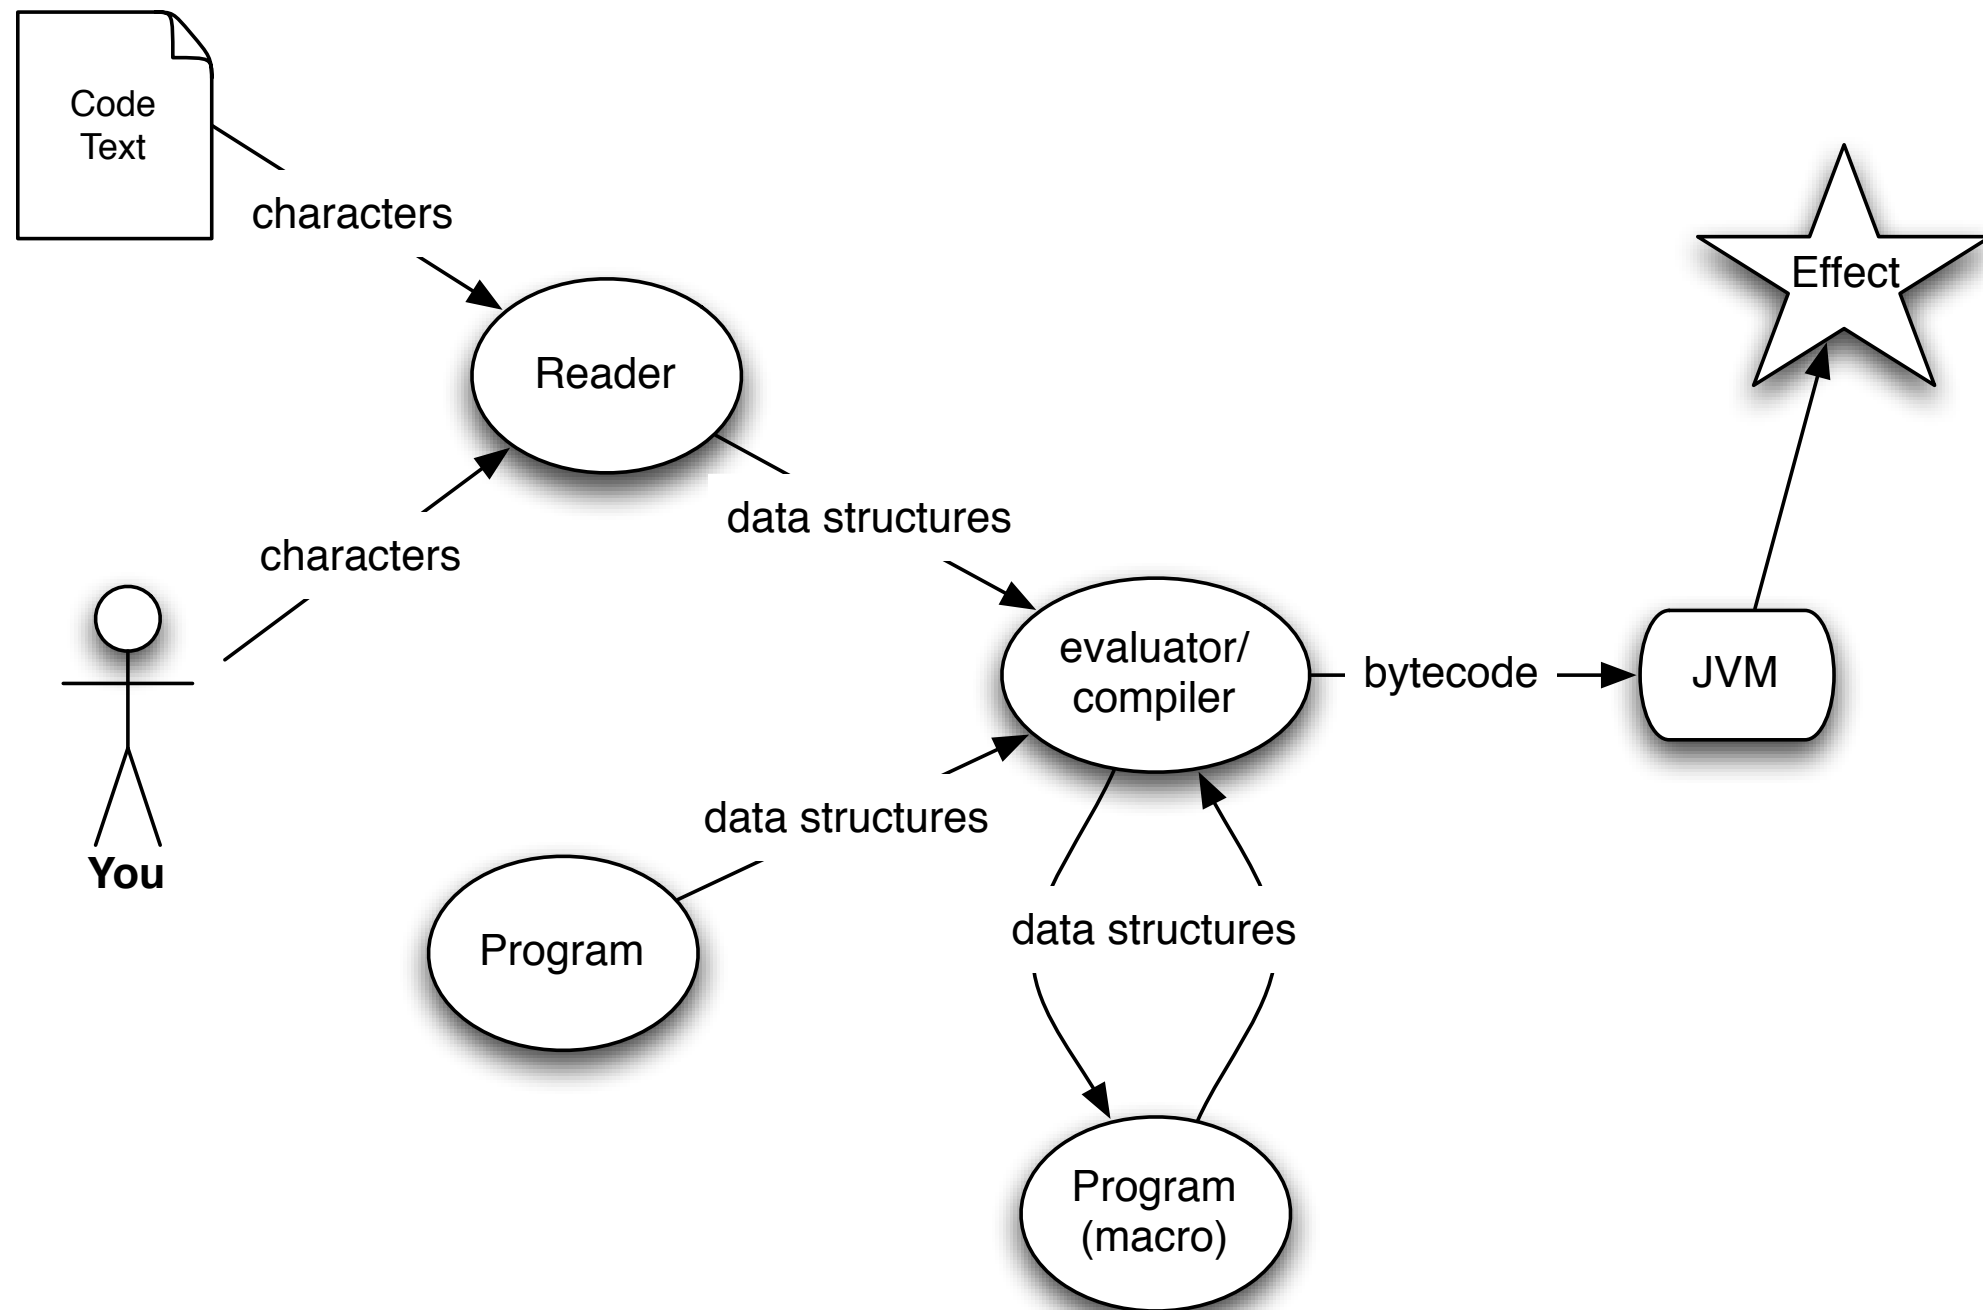 Code
Text
characters
Effect
Reader
data structures
characters
evaluator/
compiler
bytecode
JVM
data structures
You
Program
data structures
Program
(macro)